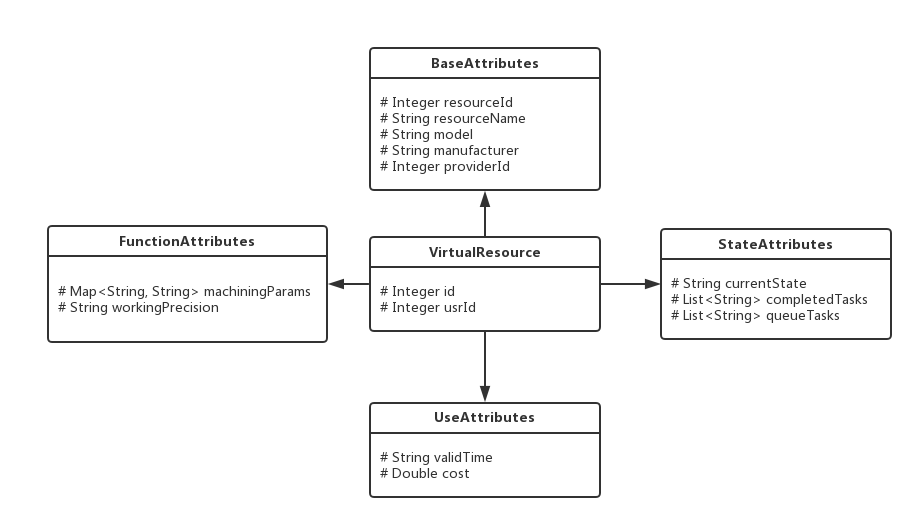 BaseAttributes
# Integer resourceId
# String resourceName
# String model
# String manufacturer
# Integer providerId
FunctionAttributes
# Map<String, String> machiningParams
# String workingPrecision
VirtualResource
# Integer id
# Integer usrId
StateAttributes
# String currentState
# List<String> completedTasks
# List<String> queueTasks
UseAttributes
# String validTime
# Double cost